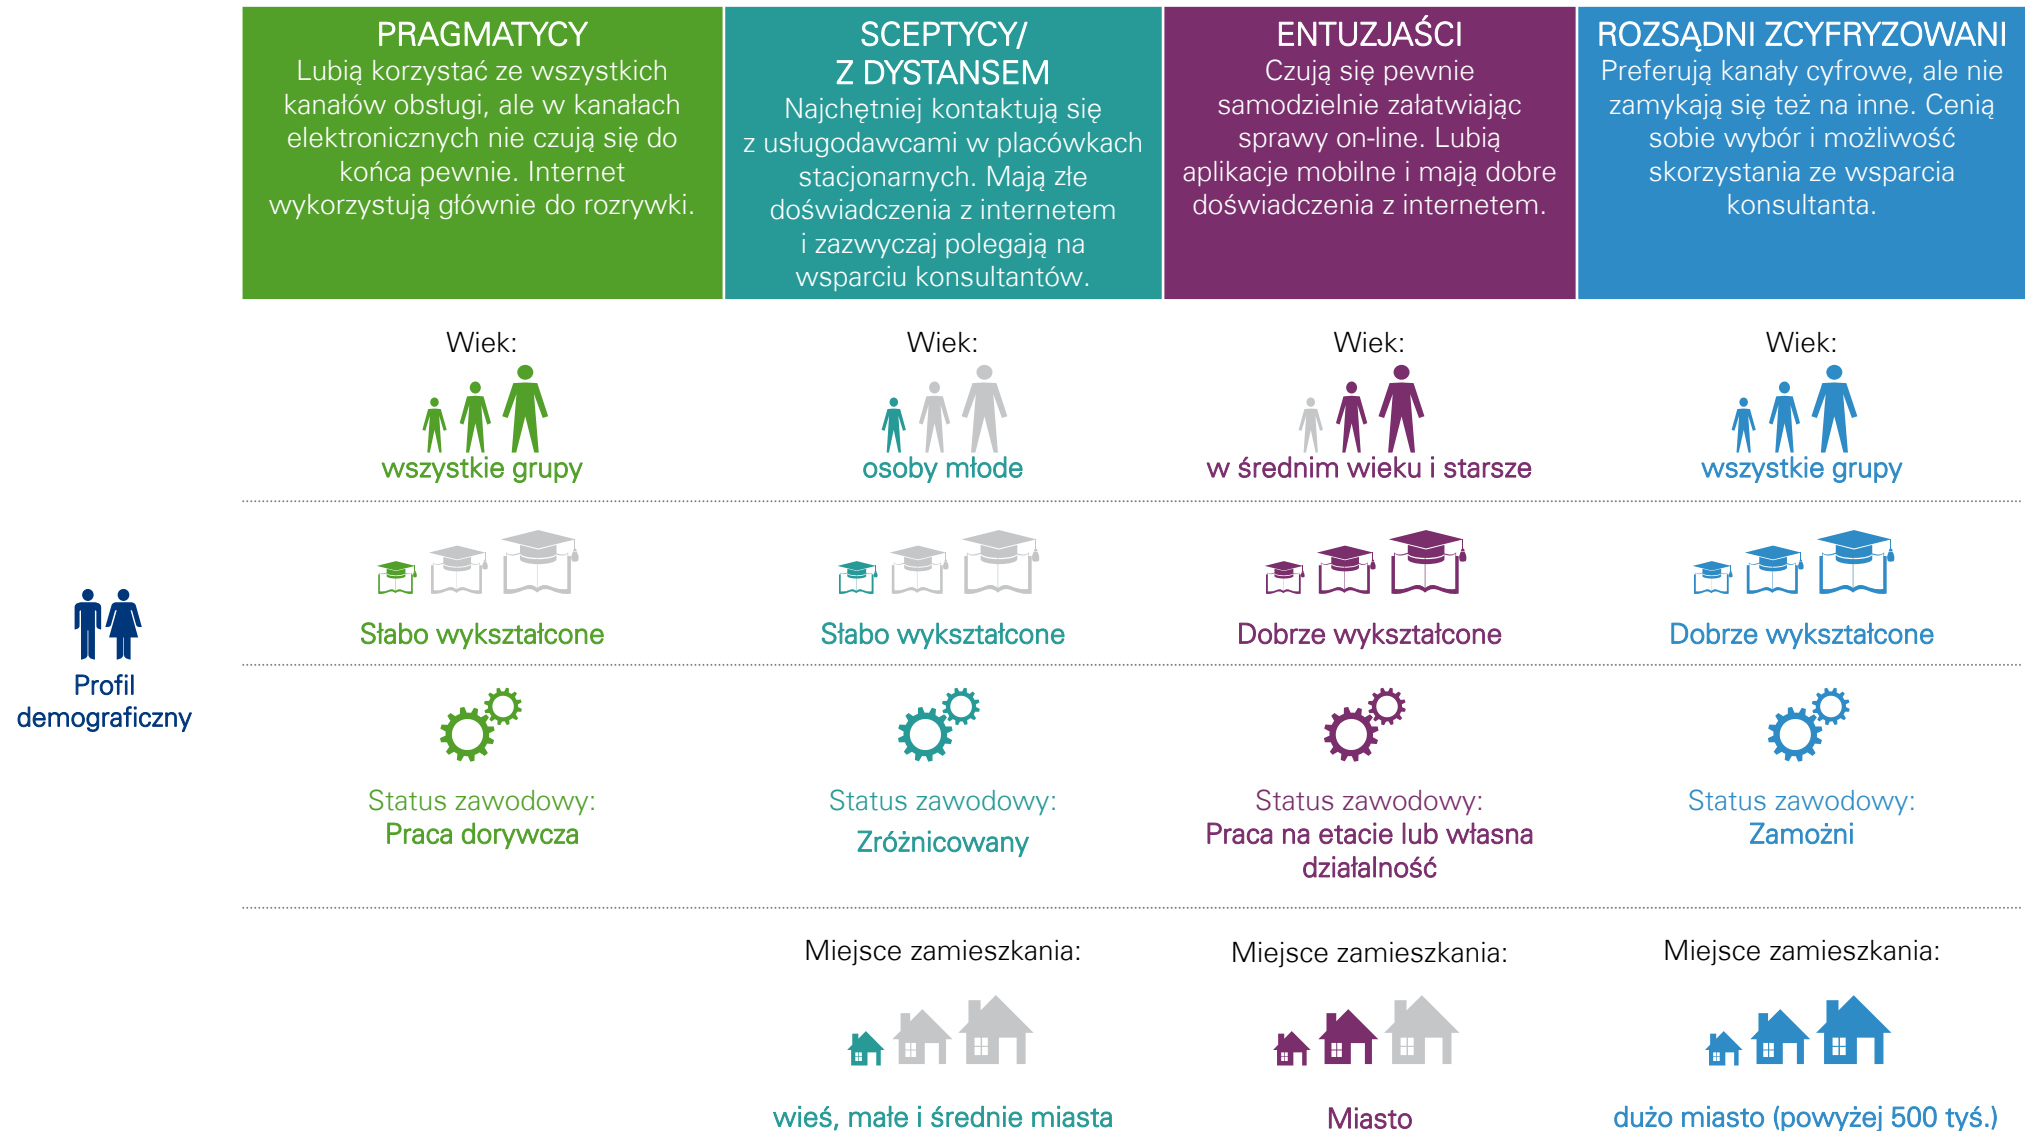 PRAGMATYCY
Lubią korzystać ze wszystkich
kanałów obsługi, ale w kanałach
elektronicznych nie czują się do
końca pewnie. Internet
wykorzystują głównie do rozrywki.
SCEPTYCY/
Z DYSTANSEM
Najchętniej kontaktują się
z usługodawcami w placówkach
stacjonarnych. Mają złe
doświadczenia z internetem
i zazwyczaj polegają na
wsparciu konsultantów.
ENTUZJAŚCI
Czują się pewnie
samodzielnie załatwiając
sprawy on-line. Lubią
aplikacje mobilne i mają dobre
doświadczenia z internetem.
ROZSĄDNI ZCYFRYZOWANI
Preferują kanały cyfrowe, ale nie
zamykają się też na inne. Cenią
sobie wybór i możliwość
skorzystania ze wsparcia
konsultanta.
Profil
demograficzny
Wiek:
wszystkie grupy
Wiek:
osoby młode
Wiek:
w średnim wieku i starsze
Wiek:
wszystkie grupy
Słabo wykształcone
Słabo wykształcone
Dobrze wykształcone
Dobrze wykształcone
Status zawodowy:
Praca dorywcza
Status zawodowy:
Zróżnicowany
Status zawodowy:
Praca na etacie lub własna
działalność
Status zawodowy:
Zamożni
Miejsce zamieszkania:
wieś, małe i średnie miasta
Miejsce zamieszkania:
Miasto
Miejsce zamieszkania:
dużo miasto (powyżej 500 tyś.)